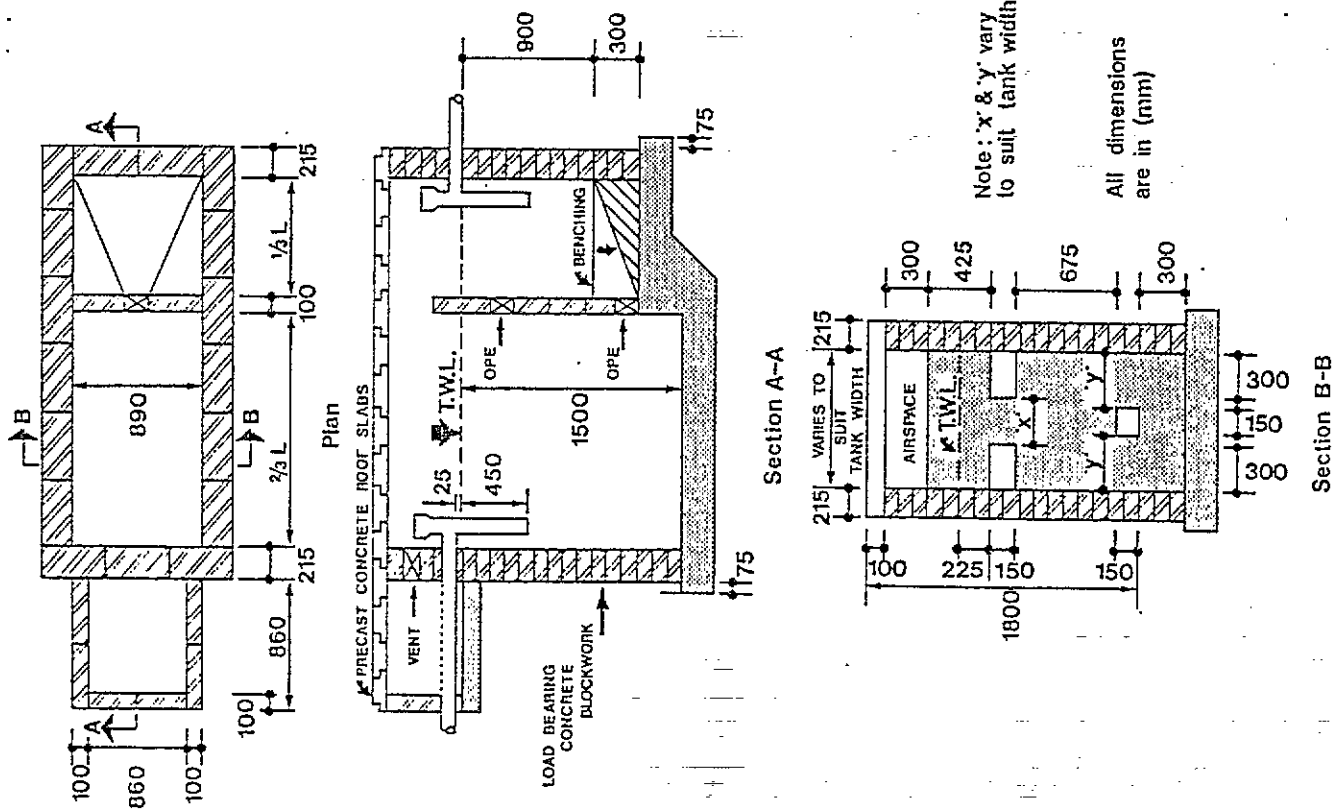 B
B
A
A
890
100
860
100
100
860
215
2/3 L
100
1/3 L
215
Plan
PRECAST CONCRETE ROOF SLABS
VENT
T.W.L.
25
450
OPE
OPE
BENCHING
1500
900
300
LOAD BEARING
CONCRETE
BLOCKWORK
75
75
Section A-A
Note: 'x' & 'y' vary
to suit tank width
All dimensions
are in (mm)
215
VARIES TO
SUIT
TANK WIDTH
215
AIRSPACE
T.W.L.
'x'
'y'
'y'
300
425
675
300
100
225
150
150
1800
300
150
300
Section B-B